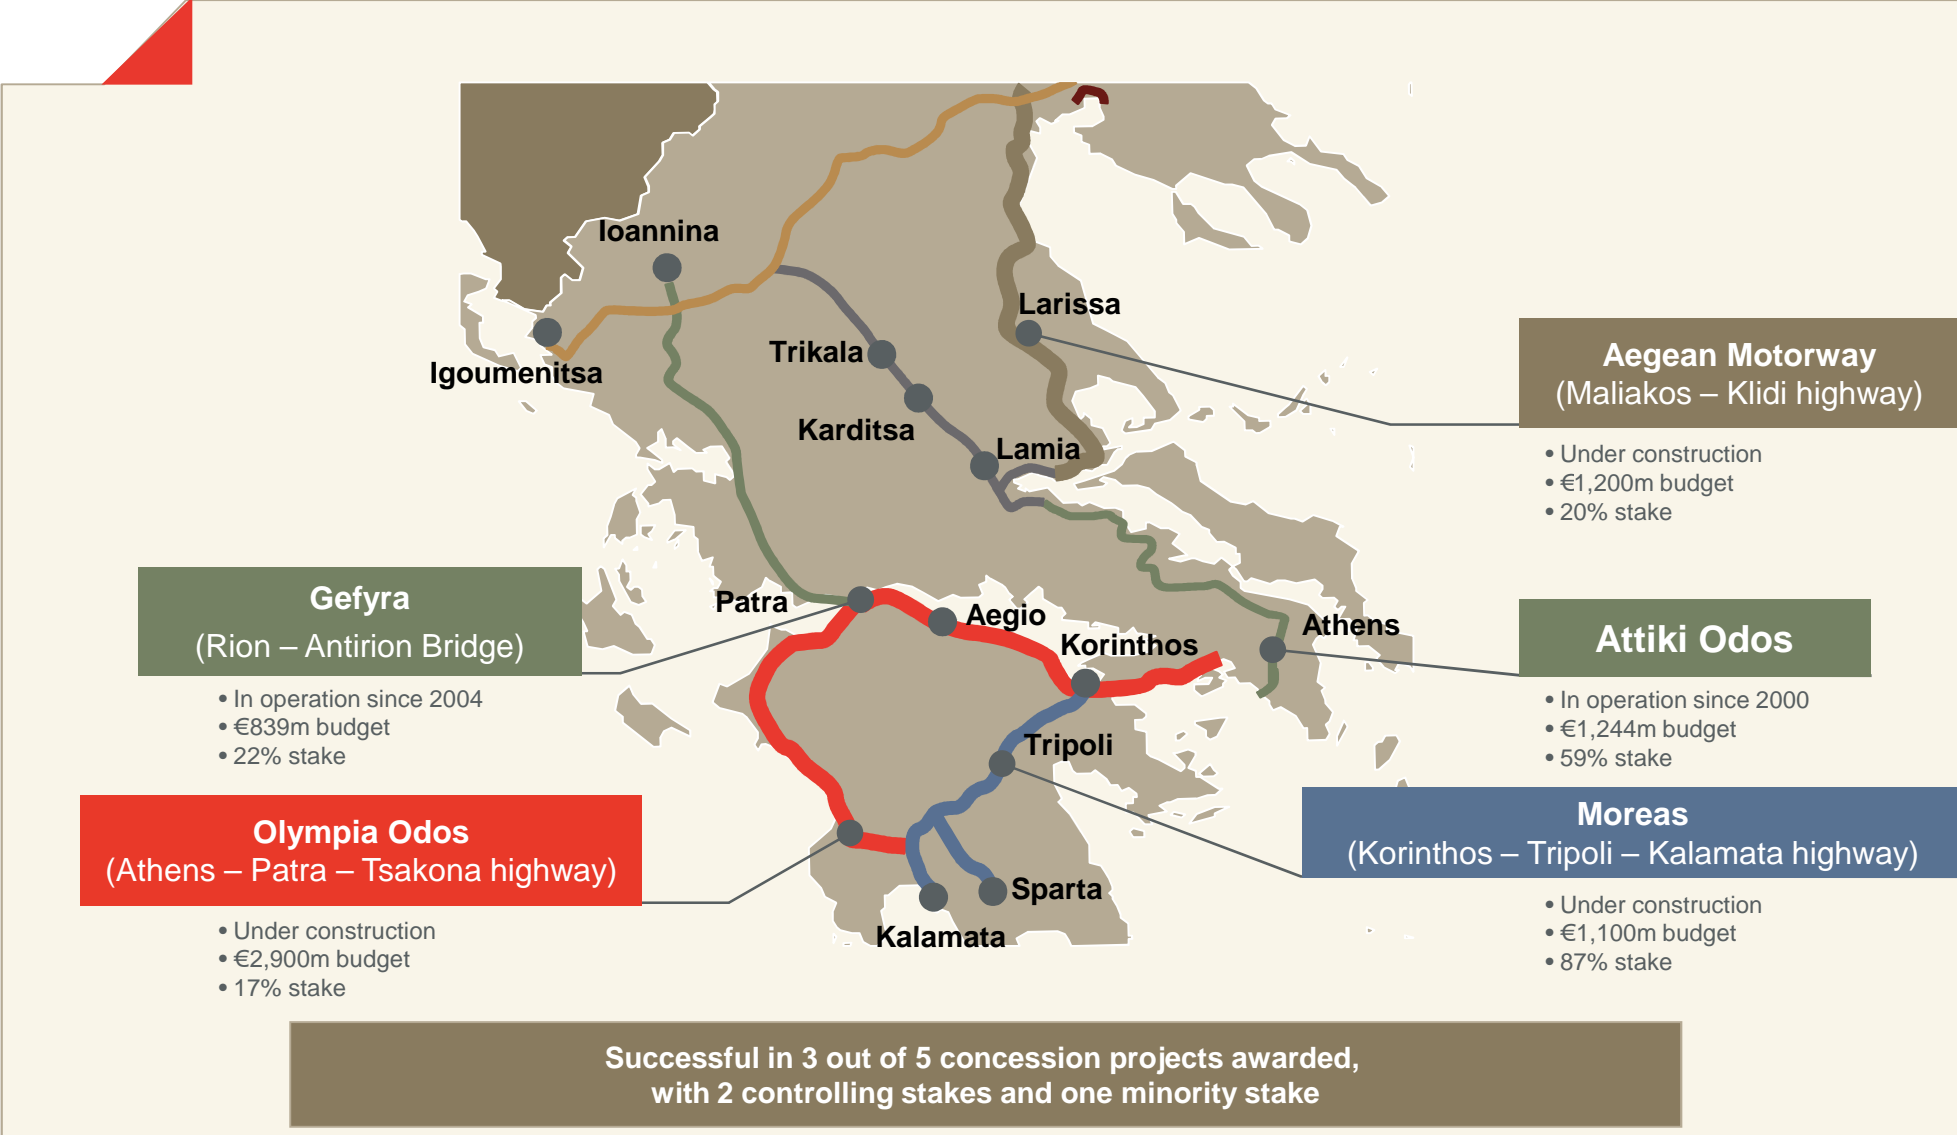 Ioannina
Igoumenitsa
Trikala
Karditsa
Larissa
Lamia
Patra
Aegio
Korinthos
Athens
Tripoli
Sparta
Kalamata
Aegean Motorway
(Maliakos – Klidi highway)
• Under construction
• €1,200m budget
• 20% stake
Gefyra
(Rion – Antirion Bridge)
• In operation since 2004
• €839m budget
• 22% stake
Attiki Odos
• In operation since 2000
• €1,244m budget
• 59% stake
Olympia Odos
(Athens – Patra – Tsakona highway)
• Under construction
• €2,900m budget
• 17% stake
Moreas
(Korinthos – Tripoli – Kalamata highway)
• Under construction
• €1,100m budget
• 87% stake
Successful in 3 out of 5 concession projects awarded,
with 2 controlling stakes and one minority stake